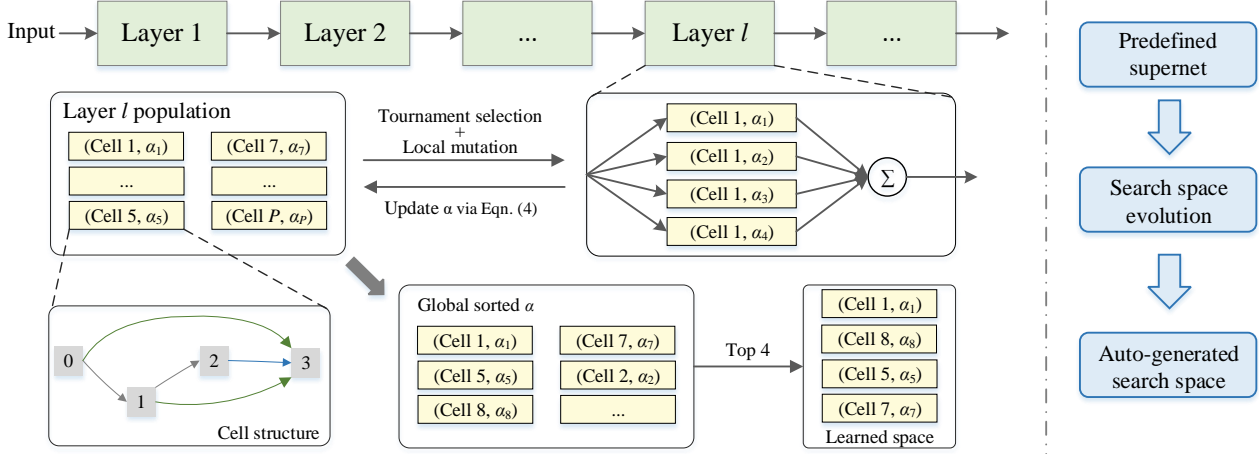 Input
Layer 1
Layer 2
...
Layer l
...
Layer l population
(Cell 1, α1)
(Cell 7, α7)
...
...
(Cell 5, α5)
(Cell P, αP)
Tournament selection
+
Local mutation
Update α via Eqn. (4)
(Cell 1, α1)
(Cell 1, α2)
(Cell 1, α3)
(Cell 1, α4)
Σ
0
1
2
3
Cell structure
Global sorted α
(Cell 1, α1)
(Cell 7, α7)
(Cell 5, α5)
(Cell 2, α2)
(Cell 8, α8)
...
Top 4
(Cell 1, α1)
(Cell 8, α8)
(Cell 5, α5)
(Cell 7, α7)
Learned space
Predefined
supernet
Search space
evolution
Auto-generated
search space